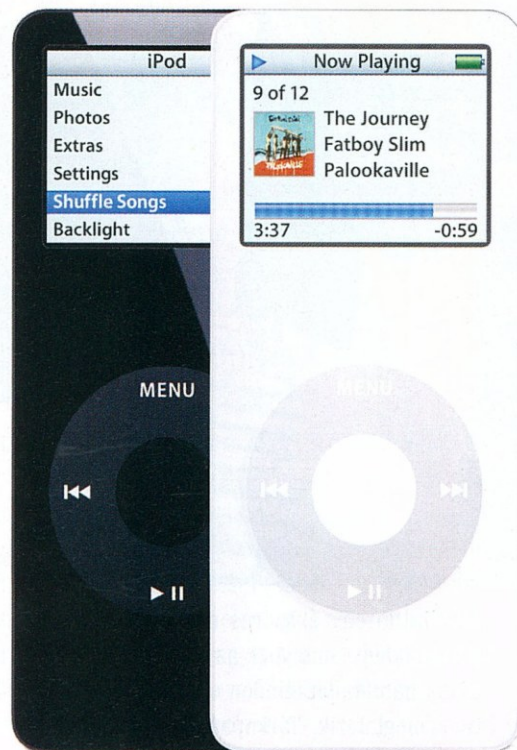 iPod
Music
Photos
Extras
Settings
Shuffle Songs
Backlight
MENU
Now Playing
9 of 12
The Journey
Fatboy Slim
Palookaville
3:37 -0:59
MENU